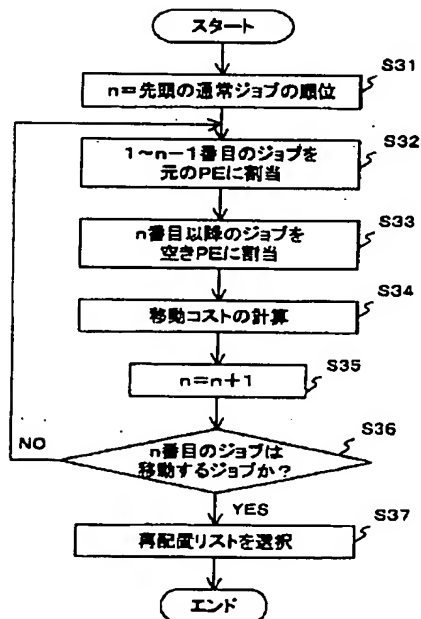 スタート
S31
n=先頭の通常ジョブの順位
S32
1~n-1番目のジョブを
元のPEに割当
S33
n番目以降のジョブを
空きPEに割当
S34
移動コストの計算
S35
n=n+1
S36
NO
n番目のジョブは
移動するジョブか?
YES
S37
再配置リストを選択
エンド